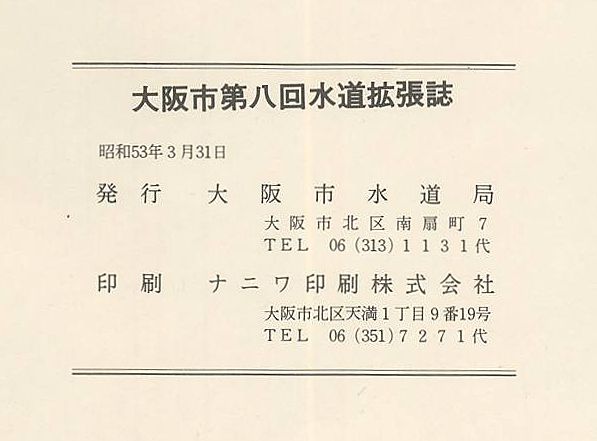 大阪市第八回水道拡張誌
昭和53年3月31日
発行 大阪市水道局
大阪市北区南扇町7
TEL 06(313)1131代
印刷 ナニワ印刷株式会社
大阪市北区天満1丁目9番19号
TEL 06(351)7271代